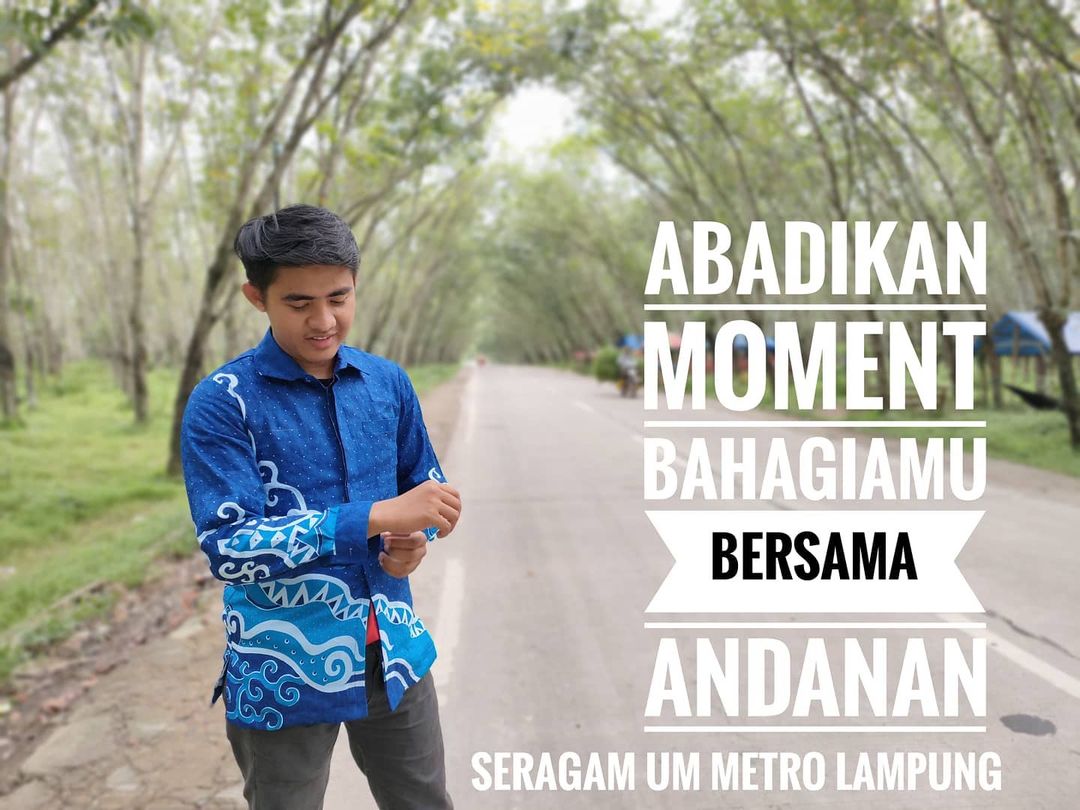 ABADIKAN
MOMENT
BAHAGIAMU
BERSAMA
ANDANAN
SERAGAM UM METRO LAMPUNG